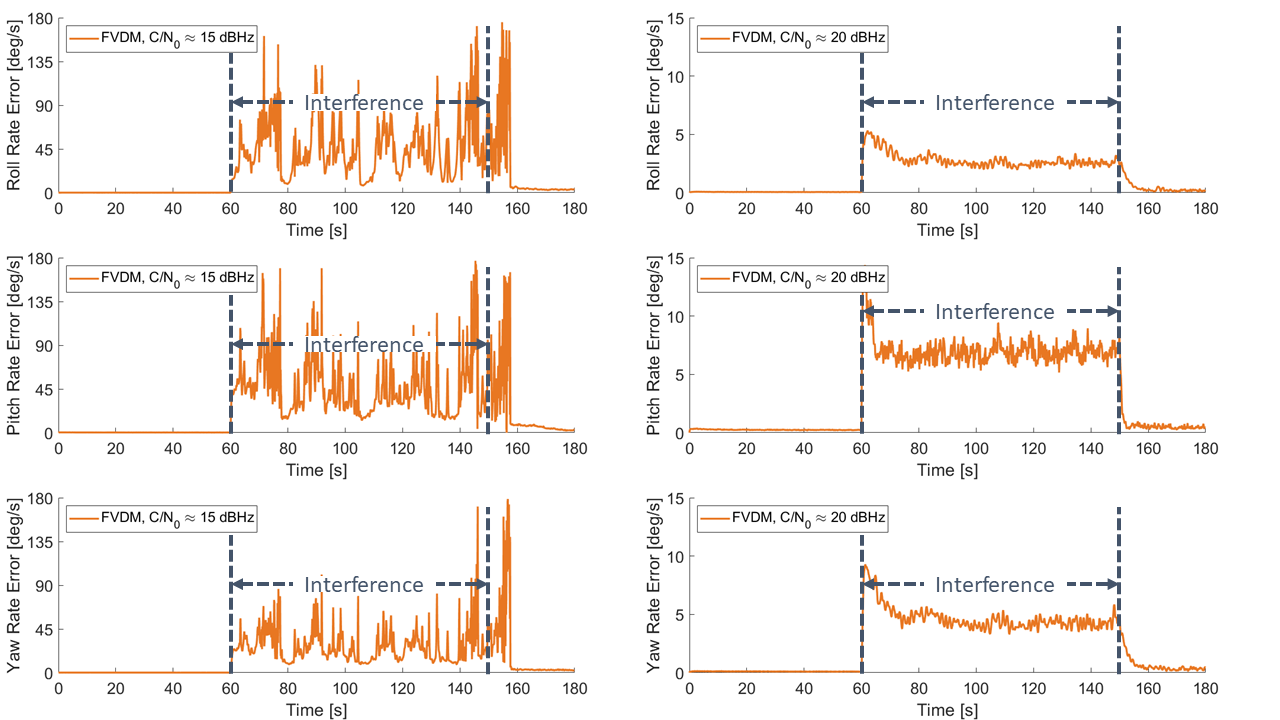 Roll Rate Error [deg/s]
180
135
90
45
0
FVDM, C/N0 ≈ 15 dBHz
Interference
0 20 40 60 80 100 120 140 160 180
Time [s]
Roll Rate Error [deg/s]
15
10
5
0
FVDM, C/N0 ≈ 20 dBHz
Interference
0 20 40 60 80 100 120 140 160 180
Time [s]
Pitch Rate Error [deg/s]
180
135
90
45
0
FVDM, C/N0 ≈ 15 dBHz
Interference
0 20 40 60 80 100 120 140 160 180
Time [s]
Pitch Rate Error [deg/s]
15
10
5
0
FVDM, C/N0 ≈ 20 dBHz
Interference
0 20 40 60 80 100 120 140 160 180
Time [s]
Yaw Rate Error [deg/s]
180
135
90
45
0
FVDM, C/N0 ≈ 15 dBHz
Interference
0 20 40 60 80 100 120 140 160 180
Time [s]
Yaw Rate Error [deg/s]
15
10
5
0
FVDM, C/N0 ≈ 20 dBHz
Interference
0 20 40 60 80 100 120 140 160 180
Time [s]